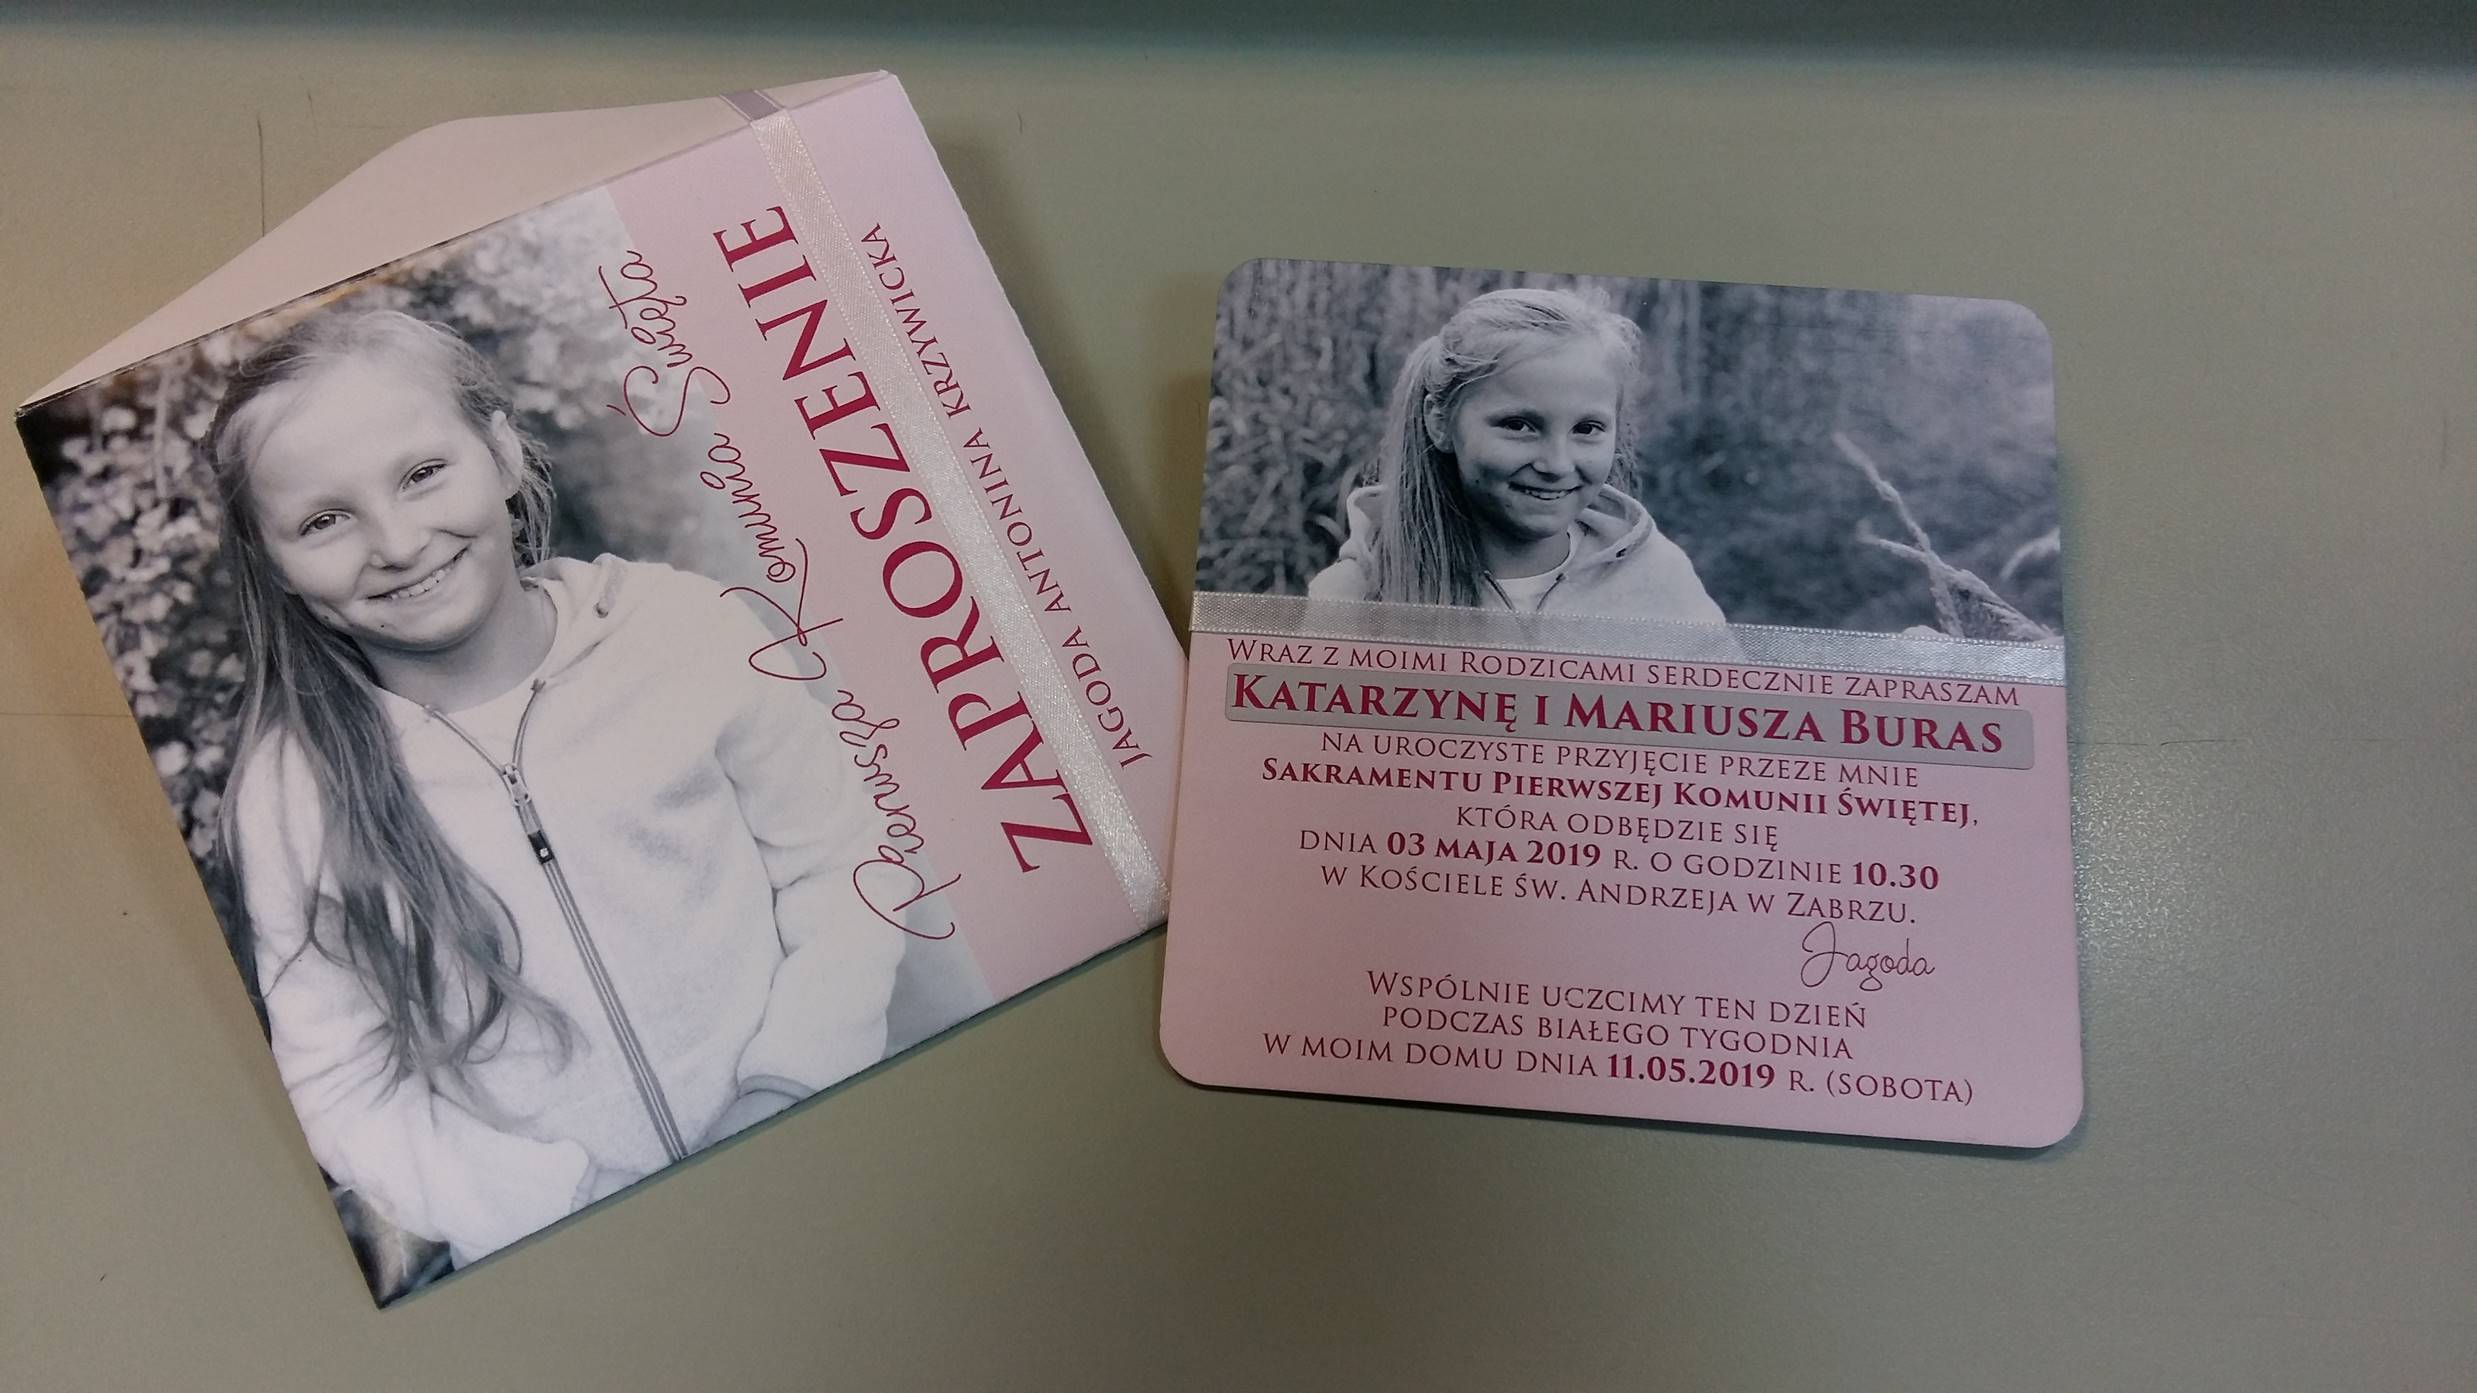 Pierwsza Komunia Święta
ZAPROSZENIE
JAGODA ANTONINA KRZYWICKA
WRAZ Z MOIMI RODZICAMI SERDECZNIE ZAPRASZAM
KATARZYNĘ I MARIUSZA BURAS
NA UROCZYSTE PRZYJĘCIE PRZEZE MNIE
SAKRAMENTU PIERWSZEJ KOMUNII ŚWIĘTEJ,
KTÓRA ODBĘDZIE SIĘ
DNIA 03 MAJA 2019 R. O GODZINIE 10.30
W KOŚCIELE ŚW. ANDRZEJA W ZABRZU.
Jagoda
WSPÓLNIE UCZCIMY TEN DZIEŃ
PODCZAS BIAŁEGO TYGODNIA
W MOIM DOMU DNIA 11.05.2019 R. (SOBOTA)